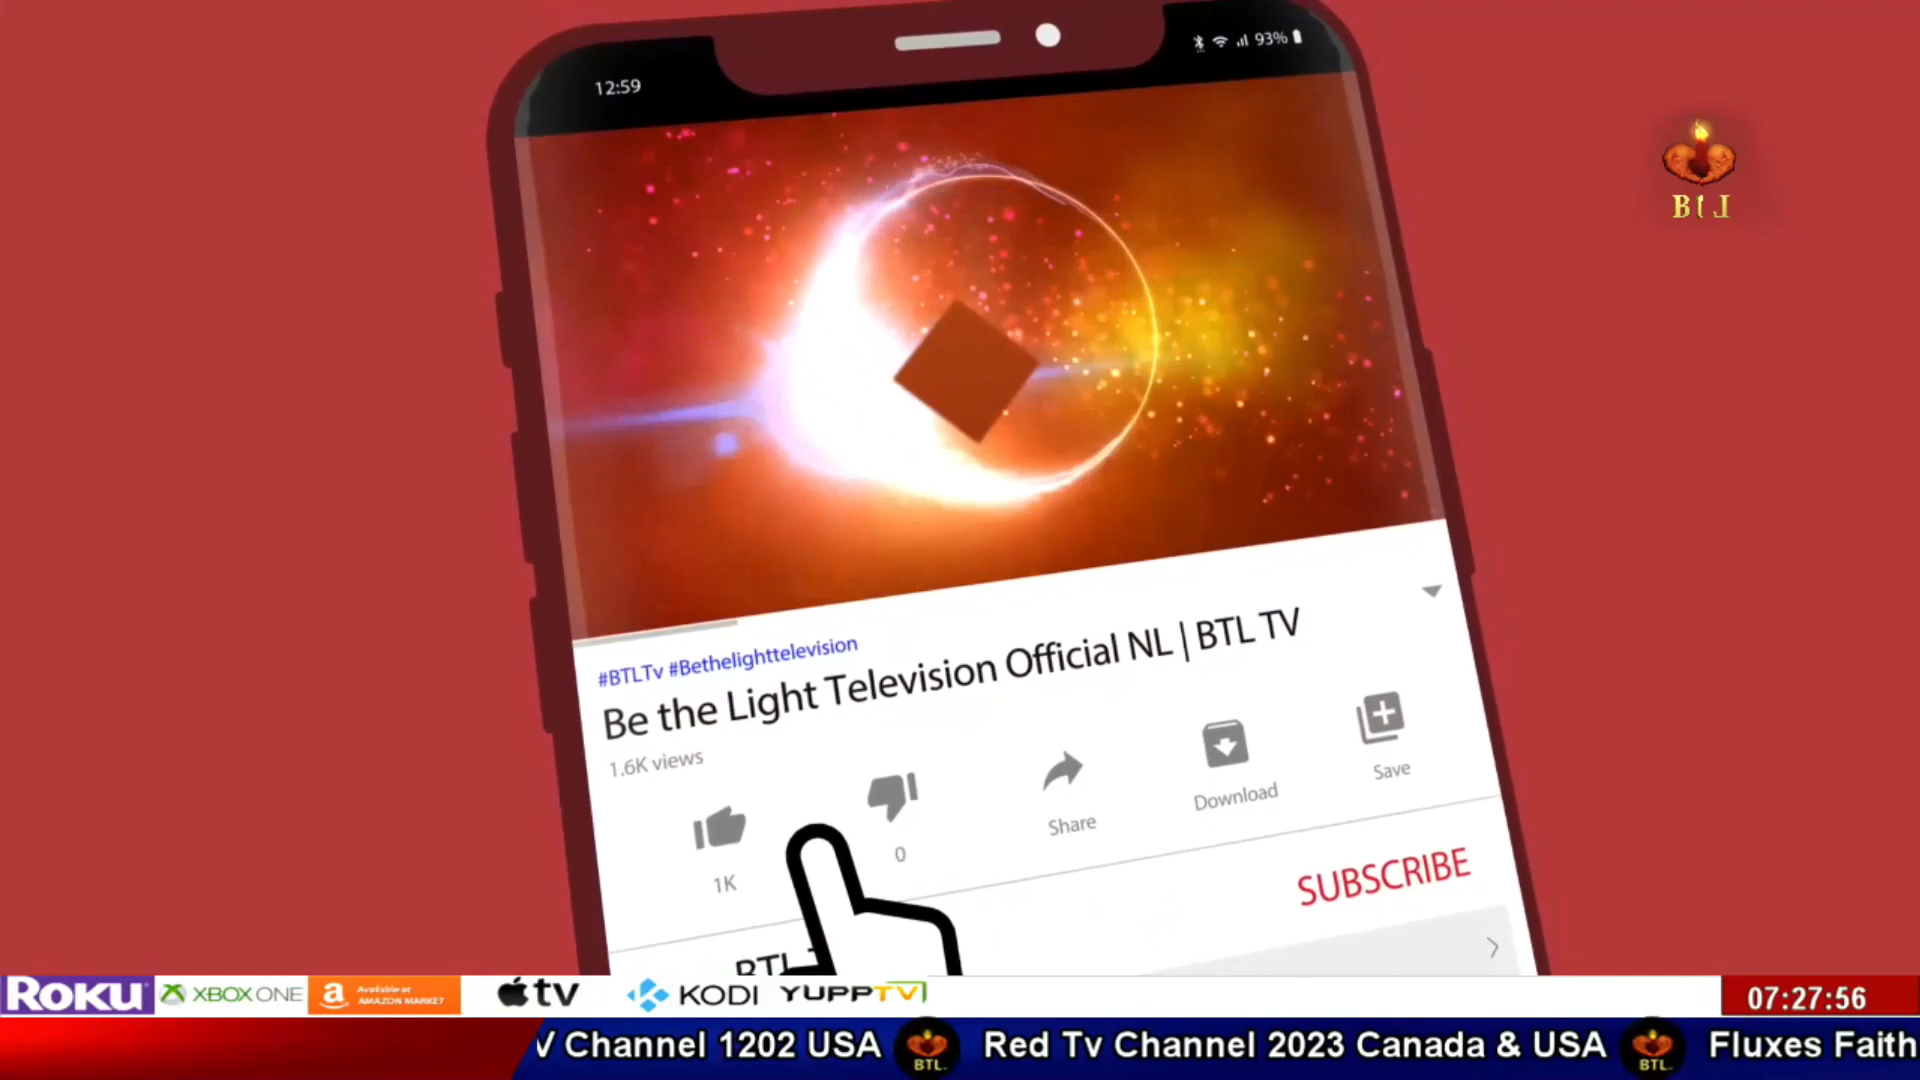 12:59
93%
BTL
#BTLTv #Bethelighttelevision
Be the Light Television Official NL | BTL TV
1.6K views
1K
0
Share
Download
Save
SUBSCRIBE
ROKU
XBOX ONE
a Available at AMAZON MARKET
tv
KODI
YUPPTV
07:27:56
V Channel 1202 USA BTL Red Tv Channel 2023 Canada & USA BTL Fluxes Faith